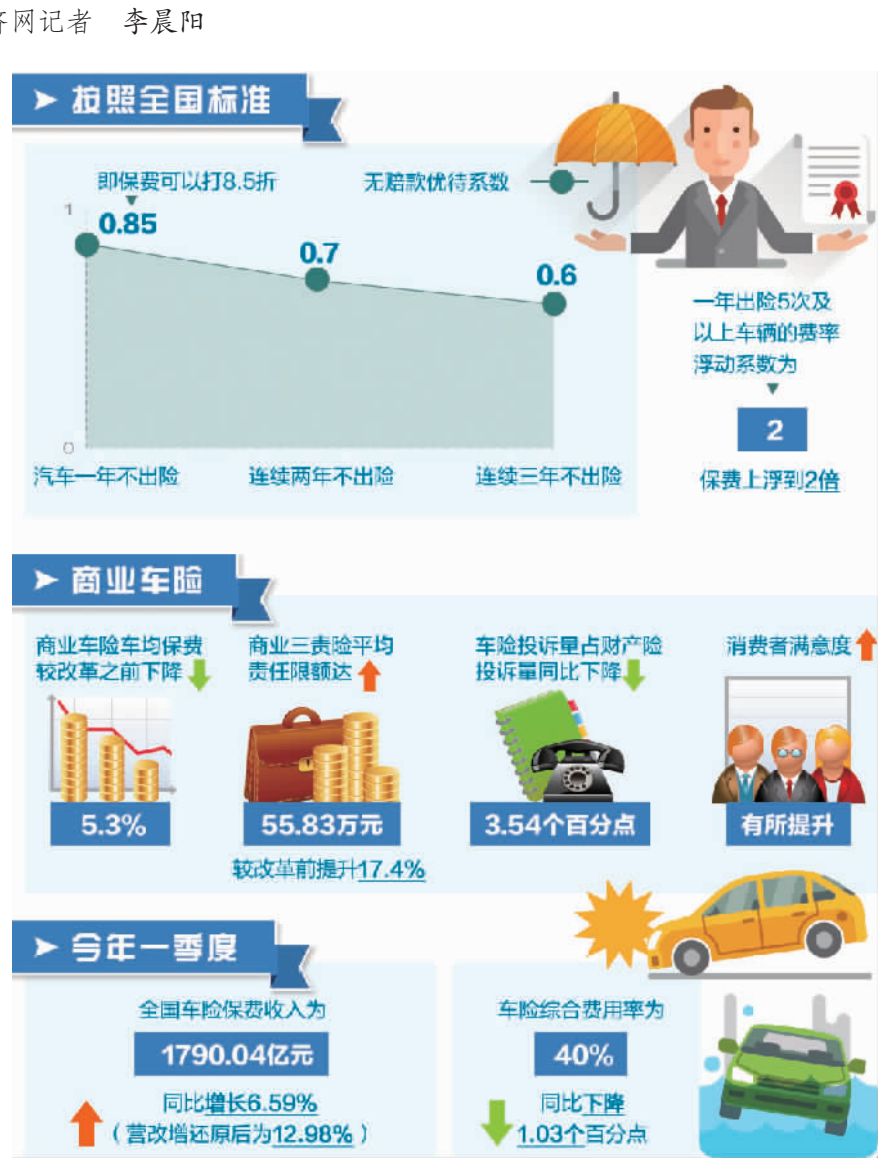 网记者 李晨阳
按照全国标准
即保费可以打8.5折
无赔款优待系数
1
0.85
0.7
0.6
0
汽车一年不出险
连续两年不出险
连续三年不出险
一年出险5次及
以上车辆的费率
浮动系数为
2
保费上浮到2倍
商业车险
商业车险车均保费
较改革之前下降
5.3%
商业三责险平均
责任限额达
55.83万元
较改革前提升17.4%
车险投诉量占财产险
投诉量同比下降
3.54个百分点
消费者满意度
有所提升
今年一季度
全国车险保费收入为
1790.04亿元
同比增长6.59%
（营改增还原后为12.98%）
车险综合费用率为
40%
同比下降
1.03个百分点